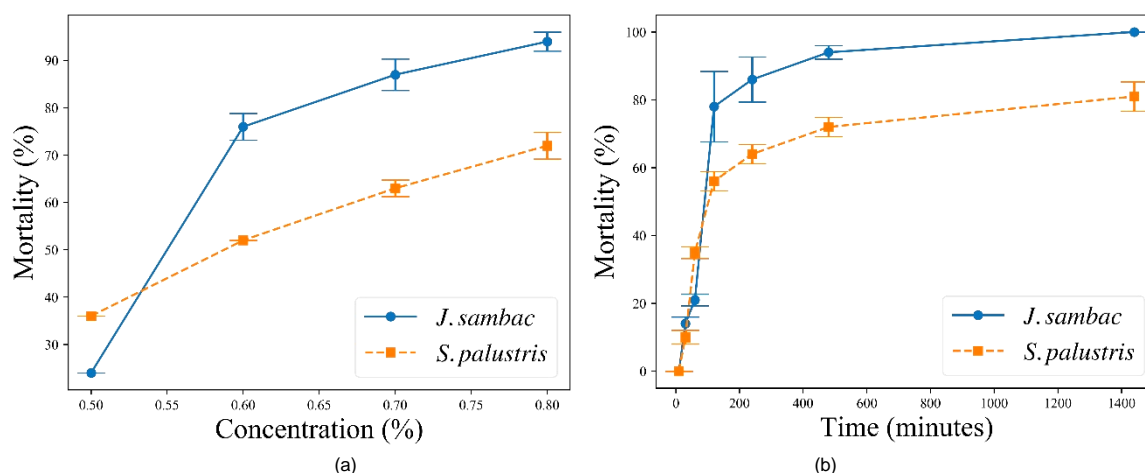 Mortality (%)
90
80
70
60
50
40
30
0.50
0.55
0.60
0.65
0.70
0.75
0.80
Concentration (%)
J. sambac
S. palustris
(a)
Mortality (%)
100
80
60
40
20
0
0
200
400
600
800
1000
1200
1400
Time (minutes)
J. sambac
S. palustris
(b)